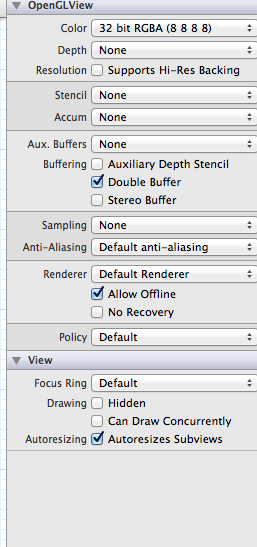 OpenGLView
Color 32 bit RGBA (8 8 8 8)
Depth None
Resolution Supports Hi-Res Backing
Stencil None
Accum None
Aux. Buffers None
Buffering Auxiliary Depth Stencil
Double Buffer
Stereo Buffer
Sampling None
Anti-Aliasing Default anti-aliasing
Renderer Default Renderer
Allow Offline
No Recovery
Policy Default
View
Focus Ring Default
Drawing Hidden
Can Draw Concurrently
Autoresizing Autoresizes Subviews